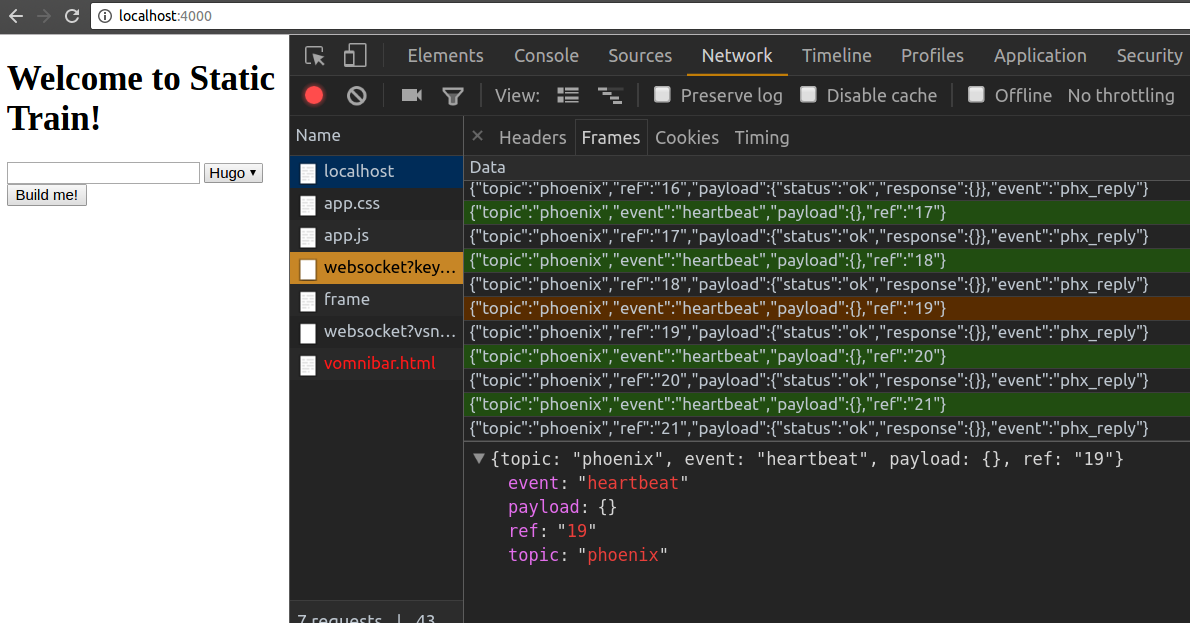 localhost:4000
Welcome to Static
Train!
Hugo
Build me!
Elements Console Sources Network Timeline Profiles Application Security
View: Preserve log Disable cache Offline No throttling
Name
localhost
app.css
app.js
websocket?key...
frame
websocket?vsn...
vomnibar.html
7 requests | 43
× Headers Frames Cookies Timing
Data
{"topic":"phoenix","ref":"16","payload":{"status":"ok","response":{}},"event":"phx_reply"}
{"topic":"phoenix","event":"heartbeat","payload":{},"ref":"17"}
{"topic":"phoenix","ref":"17","payload":{"status":"ok","response":{}},"event":"phx_reply"}
{"topic":"phoenix","event":"heartbeat","payload":{},"ref":"18"}
{"topic":"phoenix","ref":"18","payload":{"status":"ok","response":{}},"event":"phx_reply"}
{"topic":"phoenix","event":"heartbeat","payload":{},"ref":"19"}
{"topic":"phoenix","ref":"19","payload":{"status":"ok","response":{}},"event":"phx_reply"}
{"topic":"phoenix","event":"heartbeat","payload":{},"ref":"20"}
{"topic":"phoenix","ref":"20","payload":{"status":"ok","response":{}},"event":"phx_reply"}
{"topic":"phoenix","event":"heartbeat","payload":{},"ref":"21"}
{"topic":"phoenix","ref":"21","payload":{"status":"ok","response":{}},"event":"phx_reply"}
{topic: "phoenix", event: "heartbeat", payload: {}, ref: "19"}
event: "heartbeat"
payload: {}
ref: "19"
topic: "phoenix"